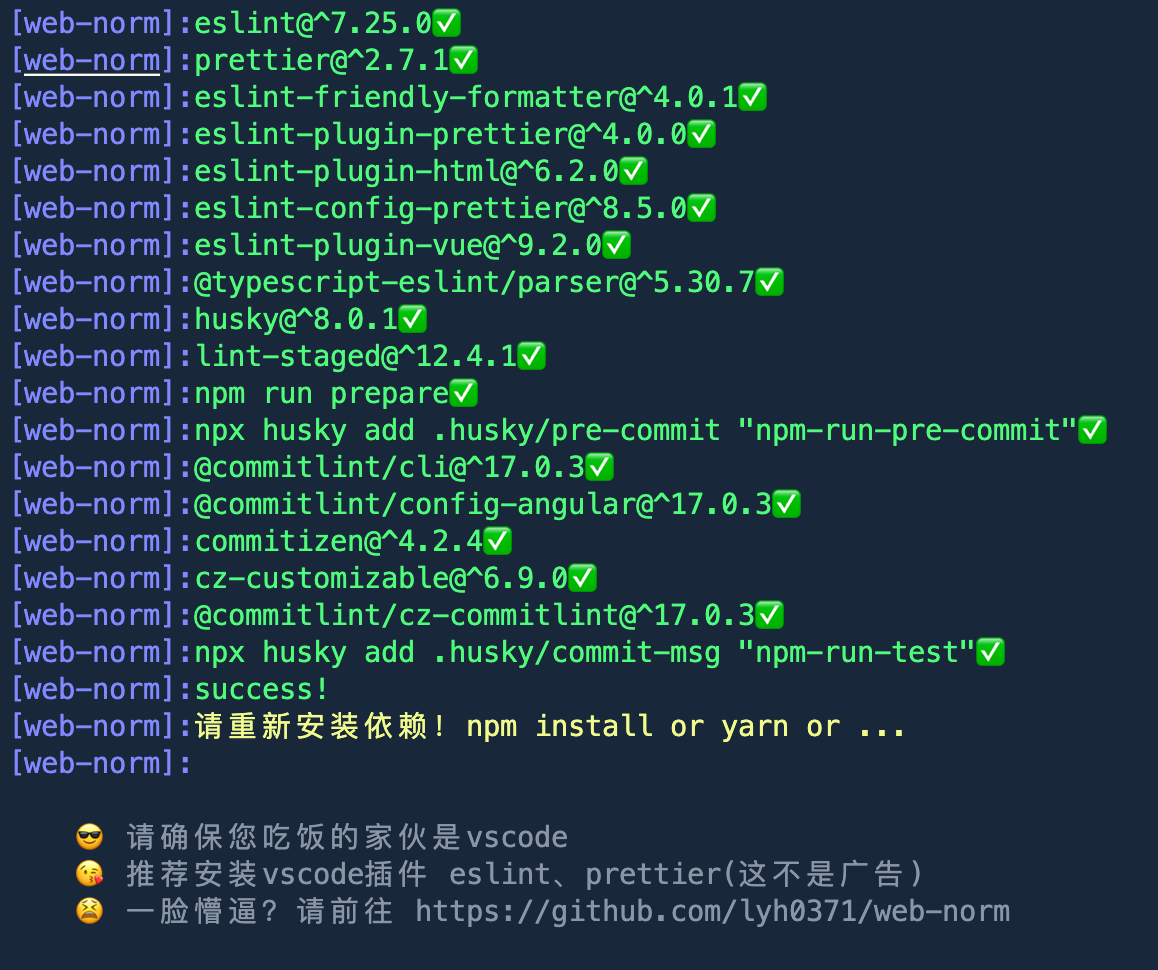 [web-norm]:eslint@^7.25.0✅
[web-norm]:prettier@^2.7.1✅
[web-norm]:eslint-friendly-formatter@^4.0.1✅
[web-norm]:eslint-plugin-prettier@^4.0.0✅
[web-norm]:eslint-plugin-html@^6.2.0✅
[web-norm]:eslint-config-prettier@^8.5.0✅
[web-norm]:eslint-plugin-vue@^9.2.0✅
[web-norm]:@typescript-eslint/parser@^5.30.7✅
[web-norm]:husky@^8.0.1✅
[web-norm]:lint-staged@^12.4.1✅
[web-norm]:npm run prepare✅
[web-norm]:npx husky add .husky/pre-commit "npm-run-pre-commit"✅
[web-norm]:@commitlint/cli@^17.0.3✅
[web-norm]:@commitlint/config-angular@^17.0.3✅
[web-norm]:commitizen@^4.2.4✅
[web-norm]:cz-customizable@^6.9.0✅
[web-norm]:@commitlint/cz-commitlint@^17.0.3✅
[web-norm]:npx husky add .husky/commit-msg "npm-run-test"✅
[web-norm]:success!
[web-norm]:请重新安装依赖！npm install or yarn or ...
[web-norm]:
😎 请确保您吃饭的家伙是vscode
😘 推荐安装vscode插件 eslint、prettier(这不是广告)
😫 一脸懵逼？请前往 https://github.com/lyh0371/web-norm